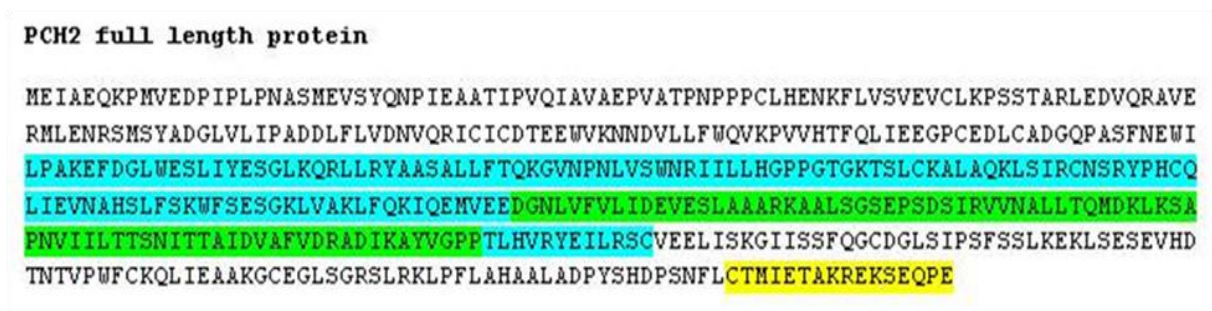 PCH2 full length protein
MEIAEQKPMVEDPIPLPNASMEVSYQNPIEAATIPVQIAVAEPVATPNPPPCLHENKFLVSVEVCLKPSSTARLEDVQRAVE
RMLENRSMSYADGLVLIPADDLFLVDNVQRICICDTEEWVKNNDVLLFWQVKPVVHTFQLIEEGPCEDLCADGQPASFNEWI
LPAKEFDGLWESLIYESGLKQRLLRYAASALLFTQKGVNPNLVSWNRIILLHGPPGTGKTSLCKALAQKLSIRCNSRYPHCQ
LIEVNAHSLFSKWFSESGKLVAKLFQKIQEMVEEDGNLVFVLIDEVESLAAARKAALSGSEPSDSIRVVNALLTQMDKLKSA
PNVIILTTSNITTAIDVAFVDRADIKAYVGPPTLHVRYEILRSCVEELISKGIISSFQGCDGLSIPSFSSLKEKLSESEVHD
TNTVPWFCKQLIEAAKGCEGLSGRSLRKLPFLAHAALADPYSHDPSNFLCTMIETAKREKSEQPE